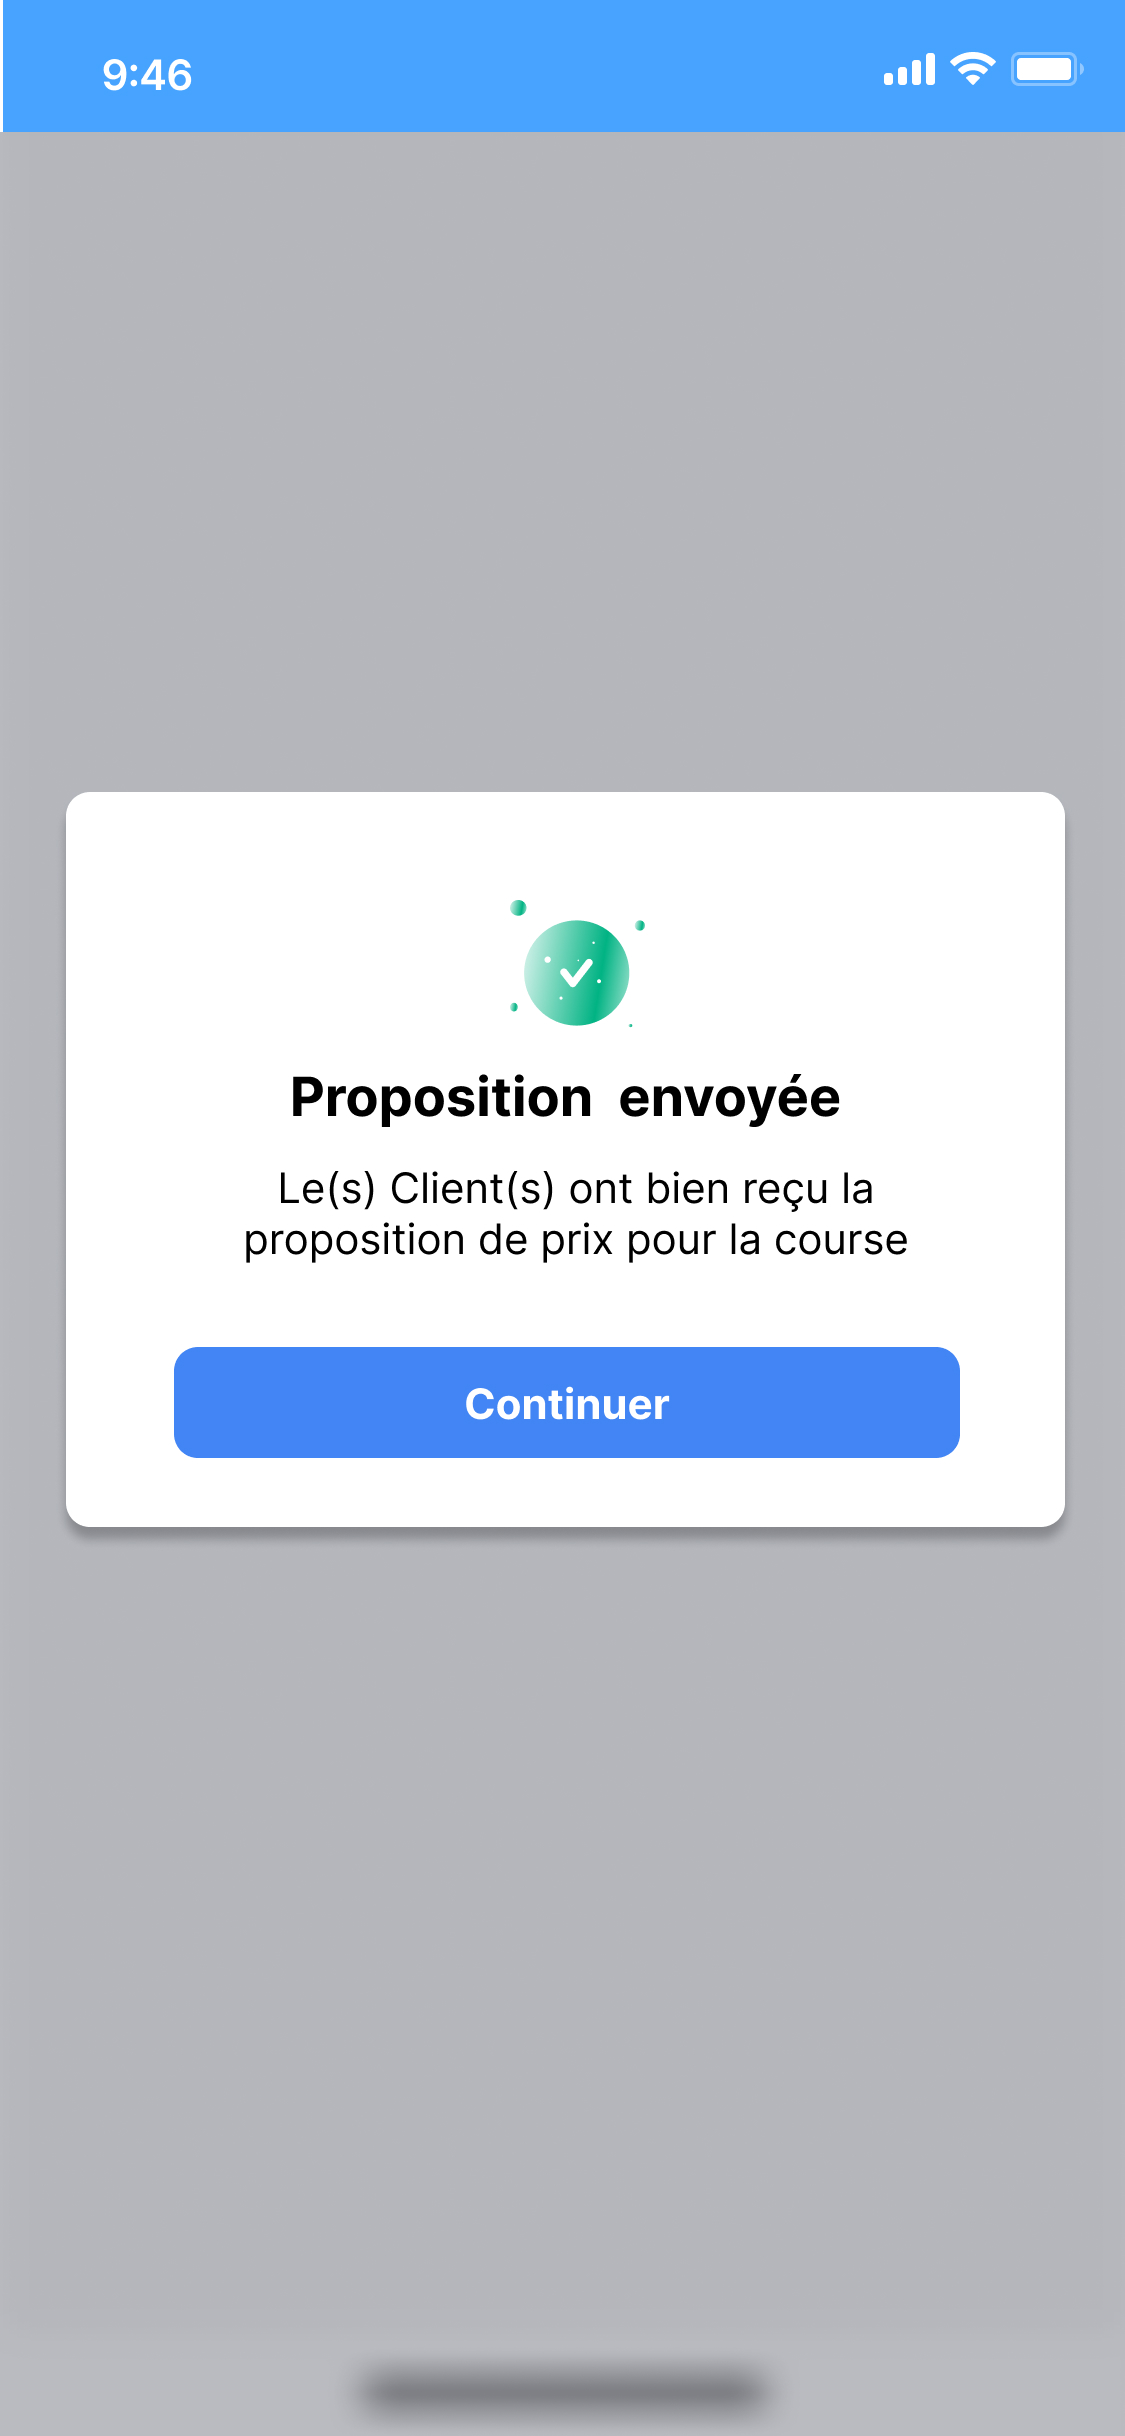 9:46
Proposition envoyée
Le(s) Client(s) ont bien reçu la
proposition de prix pour la course
Continuer